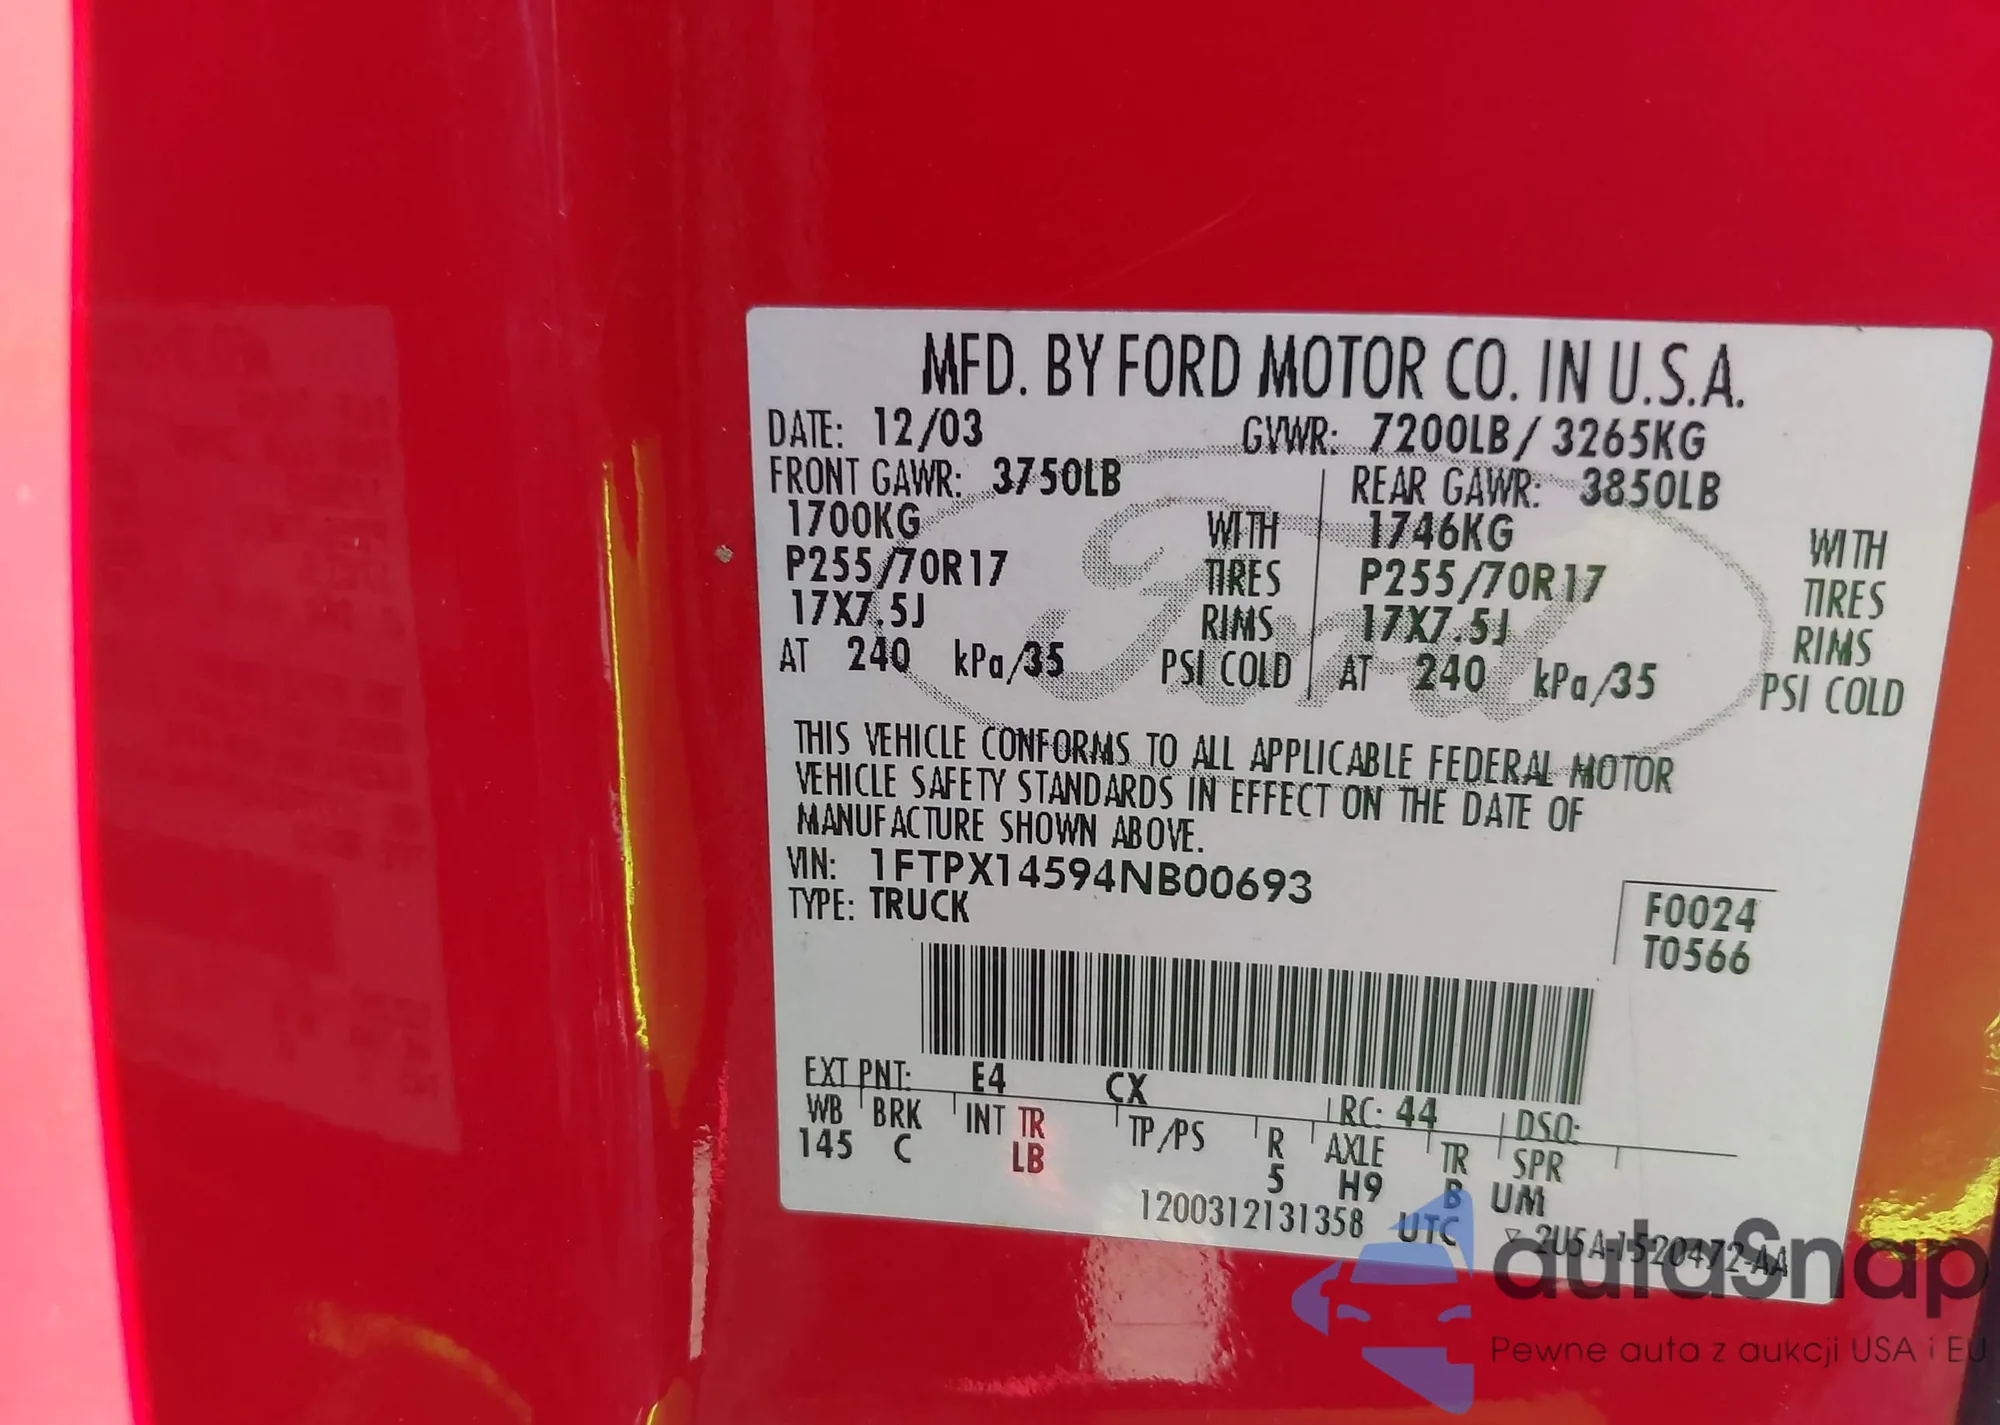 MFD. BY FORD MOTOR CO. IN U.S.A.
DATE: 12/03 GVWR: 7200LB/ 3265KG
FRONT GAWR: 3750LB REAR GAWR: 3850LB
1700KG WITH 1746KG WITH
P255/70R17 TIRES P255/70R17 TIRES
17X7.5J RIMS 17X7.5J RIMS
AT 240 kPa/35 PSI COLD AT 240 kPa/35 PSI COLD
Ford
THIS VEHICLE CONFORMS TO ALL APPLICABLE FEDERAL MOTOR
VEHICLE SAFETY STANDARDS IN EFFECT ON THE DATE OF
MANUFACTURE SHOWN ABOVE.
VIN: 1FTPX14594NB00693
TYPE: TRUCK
F0024
T0566
EXT PNT: E4 CX RC: 44 DSO:
WB BRK INT TR TP/PS R AXLE TR SPR
145 C LB 5 H9 B UM
1200312131358 UTC ▽ 2U5A-1520472-AA
autaSnap
Pewne auta z aukcji USA i EU